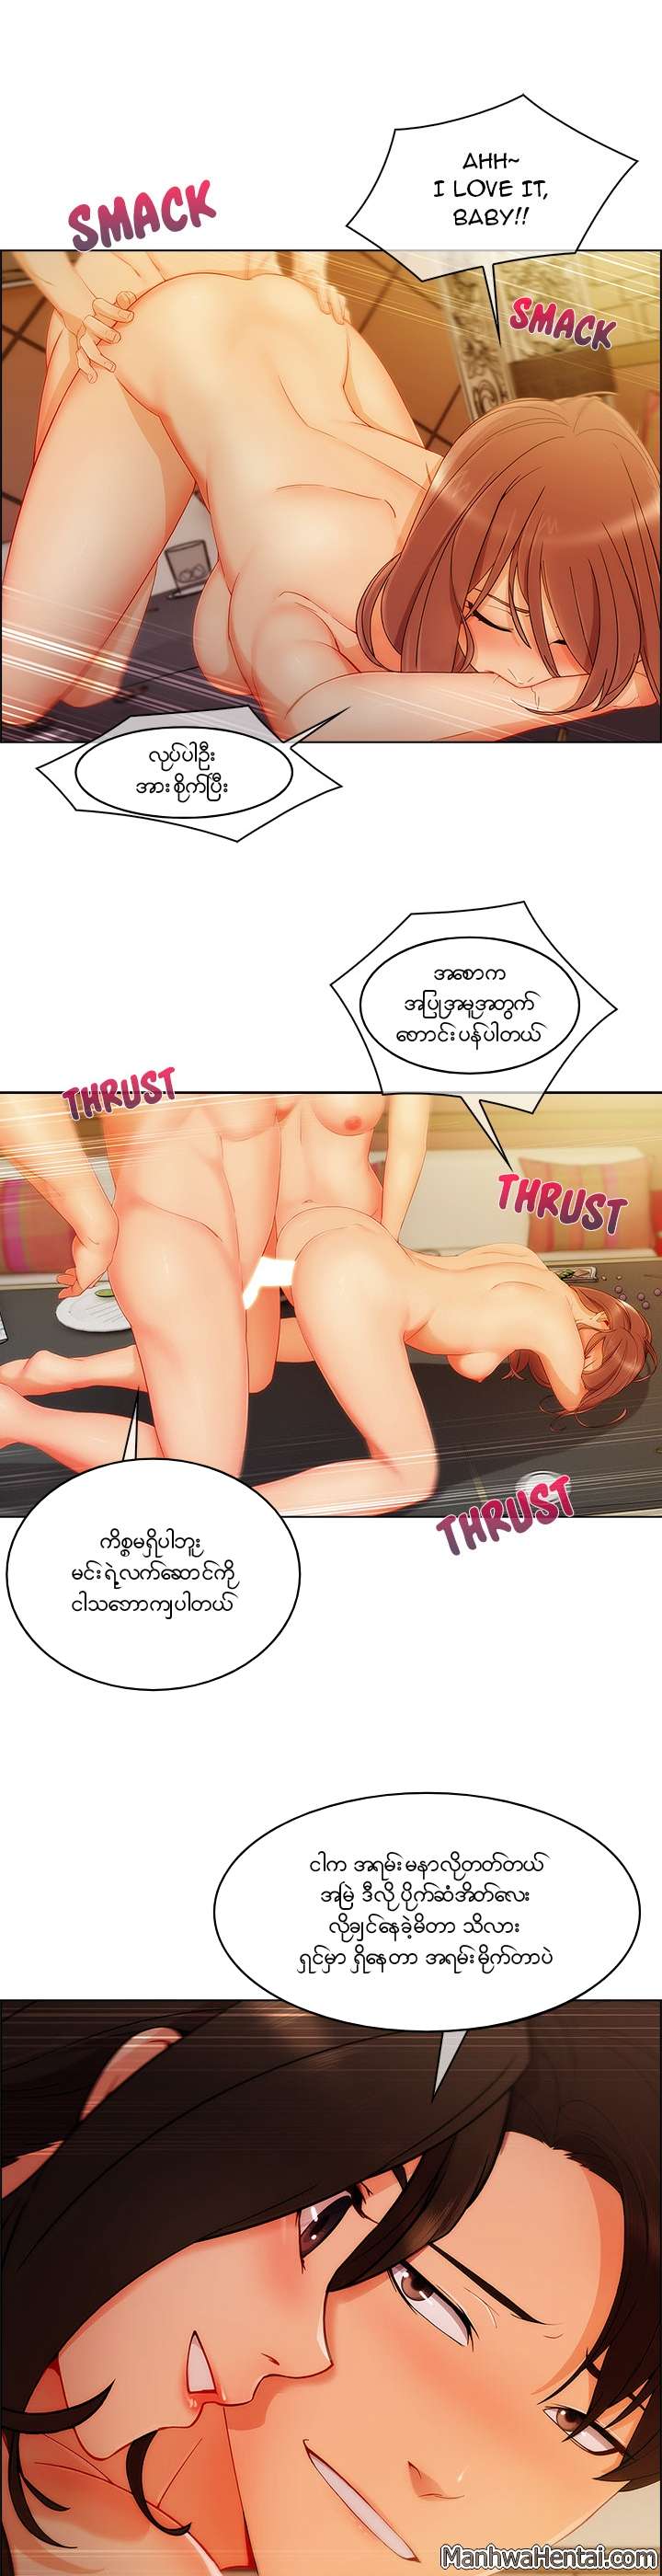 AHH~
I LOVE IT,
BABY!!
SMACK
SMACK
လုပ်ပါဦး
အားစိုက်ပြီး
အစောက
အပြုအမူအတွက်
တောင်းပန်ပါတယ်
THRUST
THRUST
THRUST
ကိစ္စမရှိပါဘူး
မင်းရဲ့လက်ဆောင်ကို
ငါသဘောကျပါတယ်
ငါက အရမ်းမနာလိုတတ်တယ်
အမြဲ ဒီလို ပိုက်ဆံအိတ်လေး
လိုချင်နေခဲ့မိတာ သိလား
ရှင်မှာ ရှိနေတာ အရမ်းမိုက်တာပဲ
ManhwaHentai.com